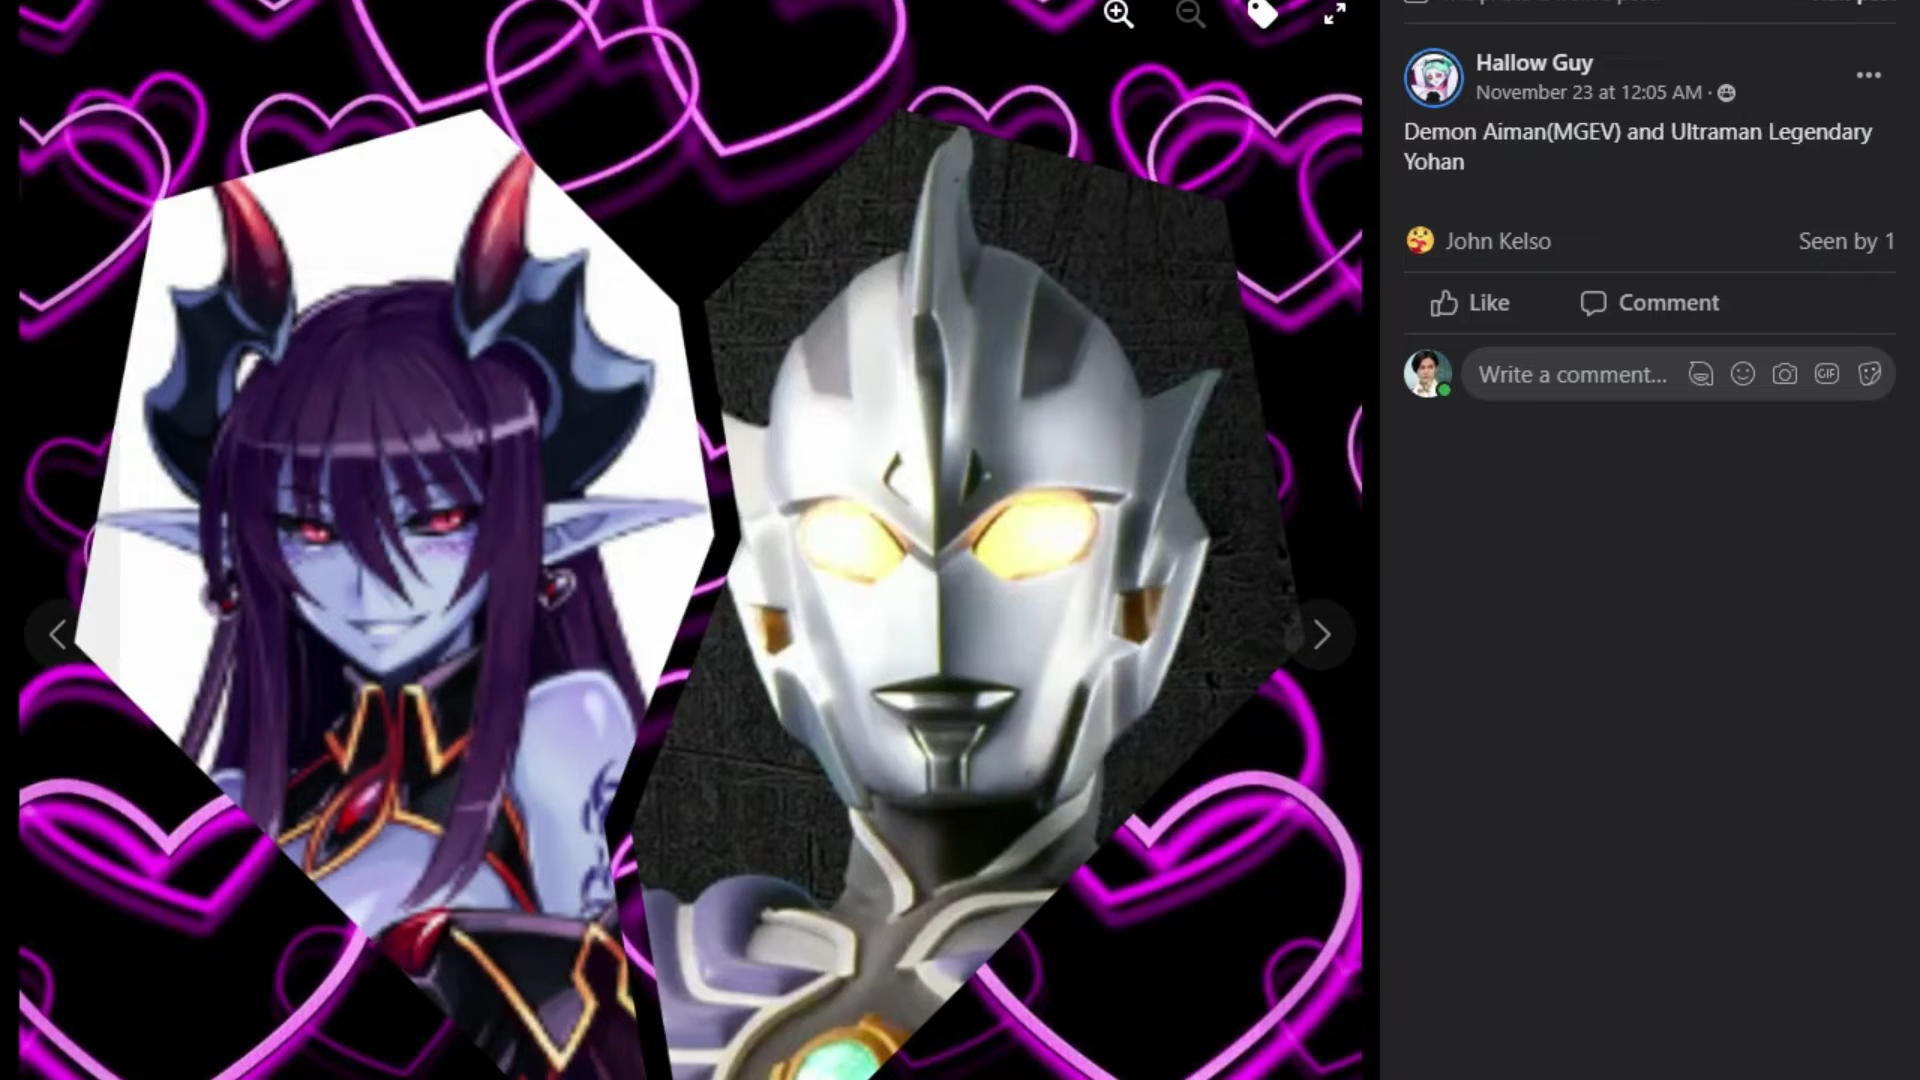 Hallow Guy
November 23 at 12:05 AM ·
Demon Aiman(MGEV) and Ultraman Legendary
Yohan
John Kelso
Seen by 1
Like
Comment
Write a comment...
GIF